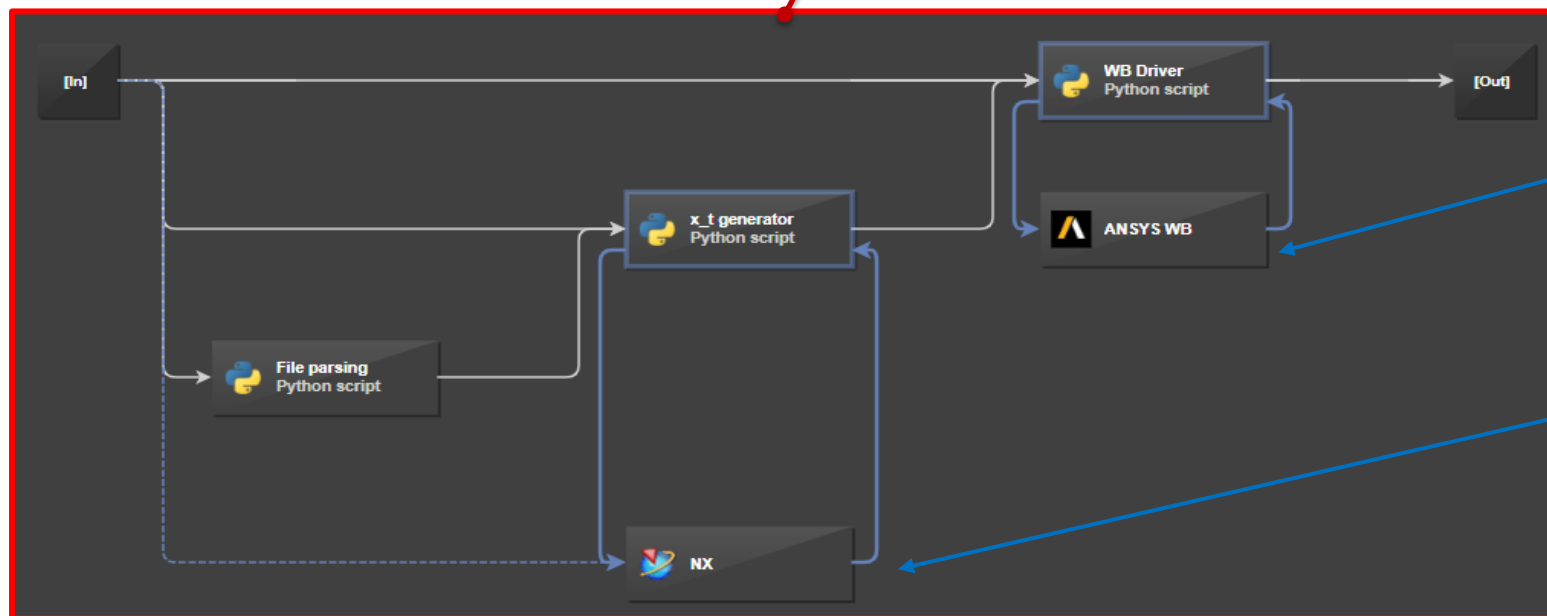 [In]
WB Driver
Python script
[Out]
x_t generator
Python script
ANSYS WB
File parsing
Python script
NX